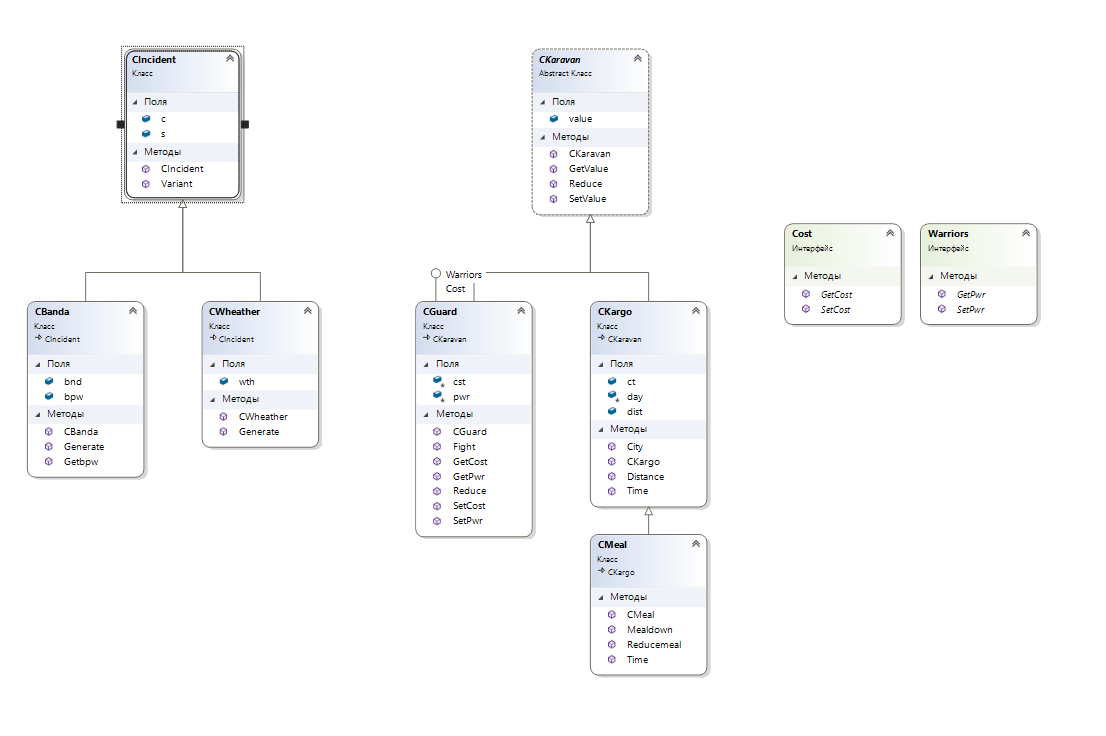 CIncident
Класс
Поля
c
s
Методы
CIncident
Variant
CKaravan
Abstract Класс
Поля
value
Методы
CKaravan
GetValue
Reduce
SetValue
Cost
Интерфейс
Методы
GetCost
SetCost
Warriors
Интерфейс
Методы
GetPwr
SetPwr
Warriors
Cost
CBanda
Класс
CIncident
Поля
bnd
bpw
Методы
CBanda
Generate
Getbpw
CWheather
Класс
CIncident
Поля
wth
Методы
CWheather
Generate
CGuard
Класс
CKaravan
Поля
cst
pwr
Методы
CGuard
Fight
GetCost
GetPwr
Reduce
SetCost
SetPwr
CKargo
Класс
CKaravan
Поля
ct
day
dist
Методы
City
CKargo
Distance
Time
CMeal
Класс
CKargo
Методы
CMeal
Mealdown
Reducemeal
Time